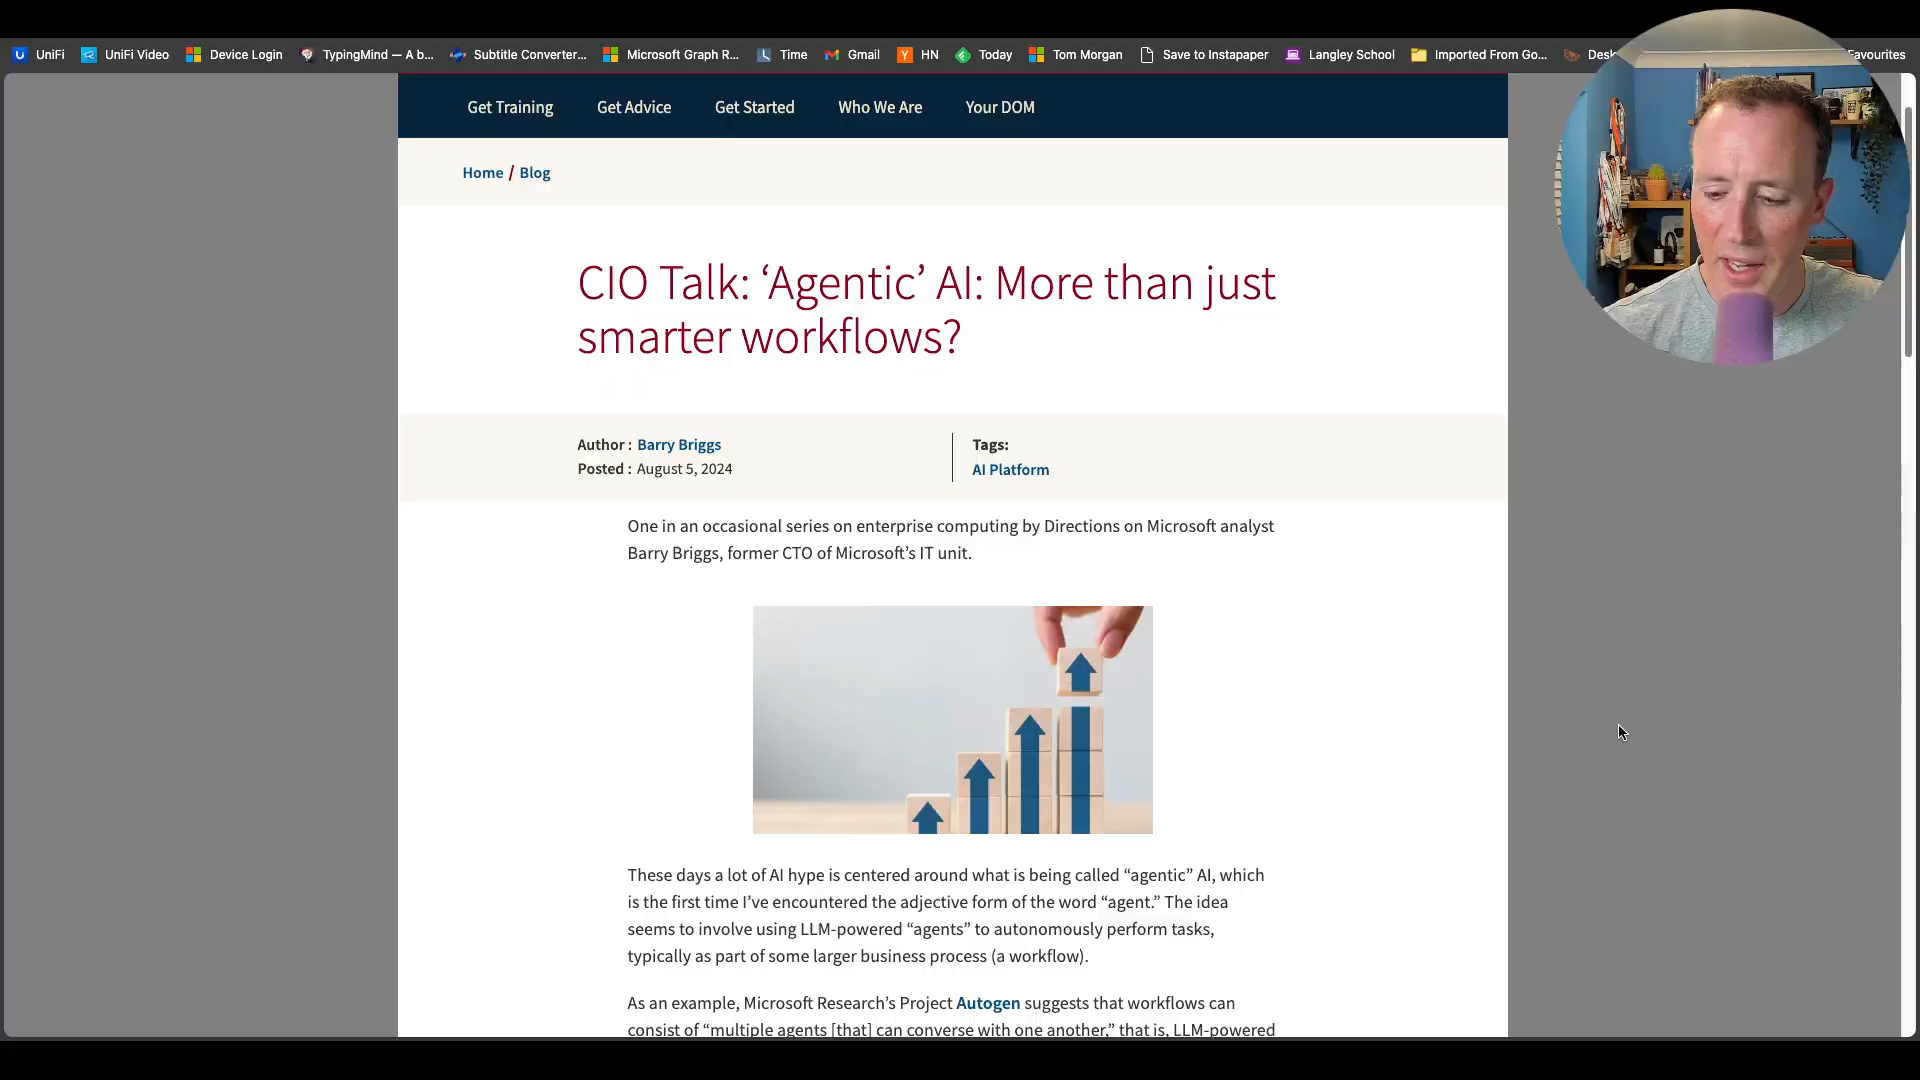 UniFi UniFi Video Device Login TypingMind — A b... Subtitle Converter... Microsoft Graph R... Time Gmail HN Today Tom Morgan Save to Instapaper Langley School Imported From Go... Favourites
Get Training Get Advice Get Started Who We Are Your DOM
Home / Blog
CIO Talk: ‘Agentic’ AI: More than just
smarter workflows?
Author : Barry Briggs
Posted : August 5, 2024
Tags:
AI Platform
One in an occasional series on enterprise computing by Directions on Microsoft analyst
Barry Briggs, former CTO of Microsoft’s IT unit.
These days a lot of AI hype is centered around what is being called “agentic” AI, which
is the first time I’ve encountered the adjective form of the word “agent.” The idea
seems to involve using LLM-powered “agents” to autonomously perform tasks,
typically as part of some larger business process (a workflow).
As an example, Microsoft Research’s Project Autogen suggests that workflows can
consist of “multiple agents [that] can converse with one another,” that is, LLM-powered